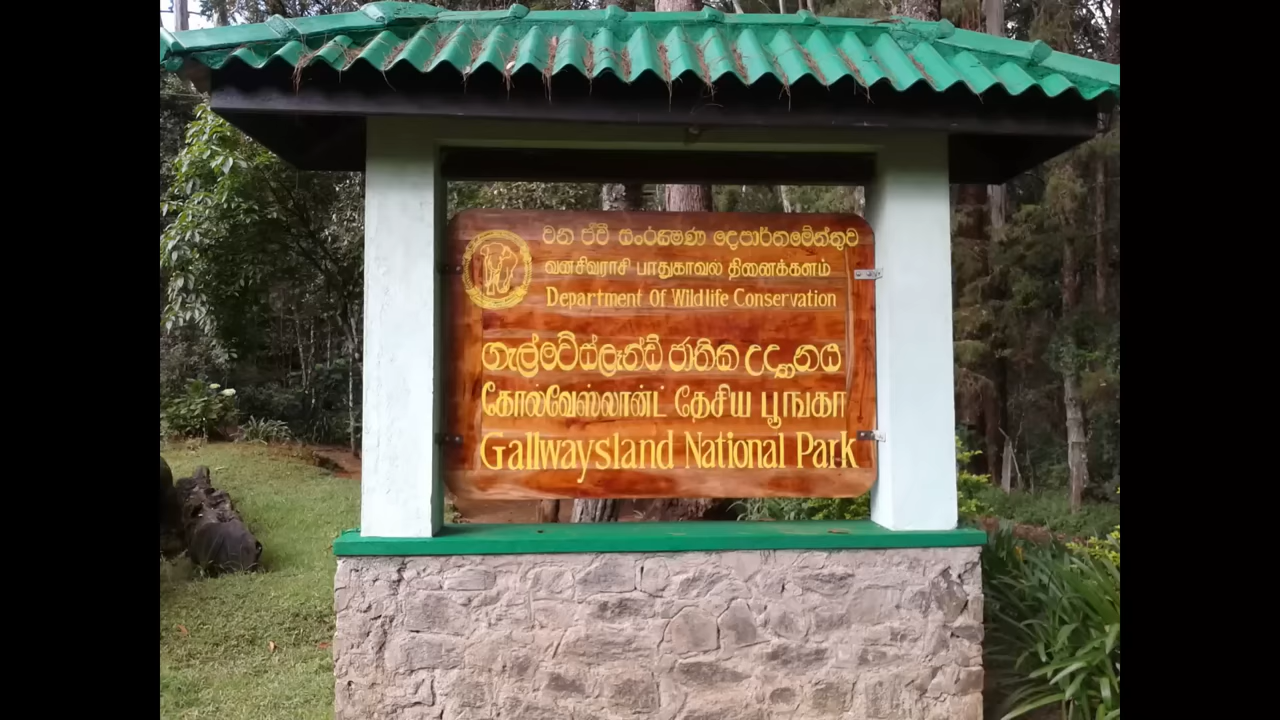 වන ජීවී සංරක්ෂණ දෙපාර්තමේන්තුව
வனசிவராசி பாதுகாவல திணைக்களம்
Department Of Wildlife Conservation
ගැල්වේස්ලෑන්ඩ් ජාතික උද්‍යානය
கோல்வேஸ்லான்ட் தேசிய பூங்கா
Gallwaysland National Park